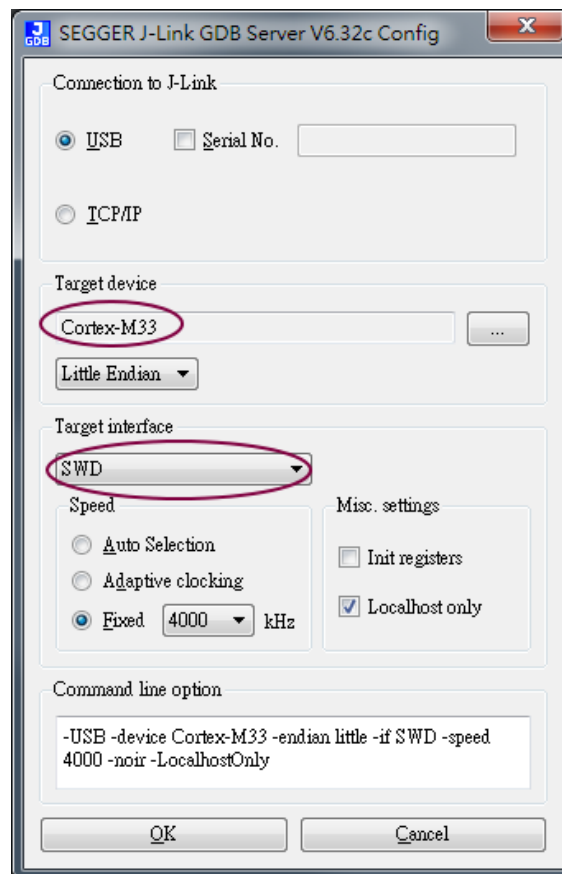 J GDB SEGGER J-Link GDB Server V6.32c Config X
Connection to J-Link
USB Serial No.
TCP/IP
Target device
Cortex-M33 ...
Little Endian
Target interface
SWD
Speed Misc. settings
Auto Selection Init registers
Adaptive clocking Localhost only
Fixed 4000 kHz
Command line option
-USB -device Cortex-M33 -endian little -if SWD -speed
4000 -noir -LocalhostOnly
OK Cancel